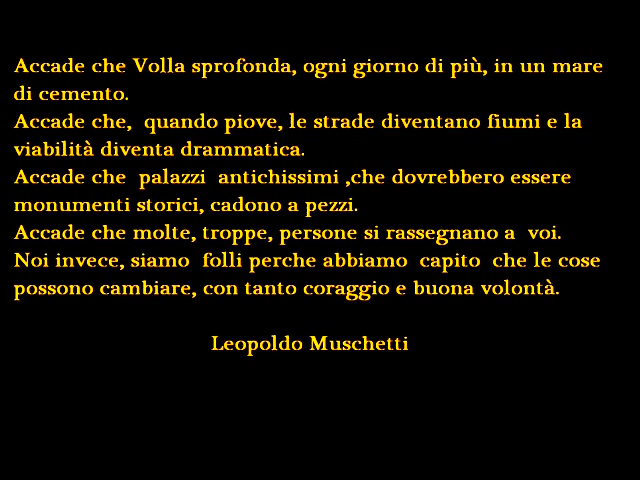 Accade che Volla sprofonda, ogni giorno di più, in un mare
di cemento.
Accade che,  quando piove, le strade diventano fiumi e la
viabilità diventa drammatica.
Accade che  palazzi  antichissimi ,che dovrebbero essere
monumenti storici, cadono a pezzi.
Accade che molte, troppe, persone si rassegnano a  voi.
Noi invece, siamo  folli perche abbiamo  capito  che le cose
possono cambiare, con tanto coraggio e buona volontà.
Leopoldo Muschetti